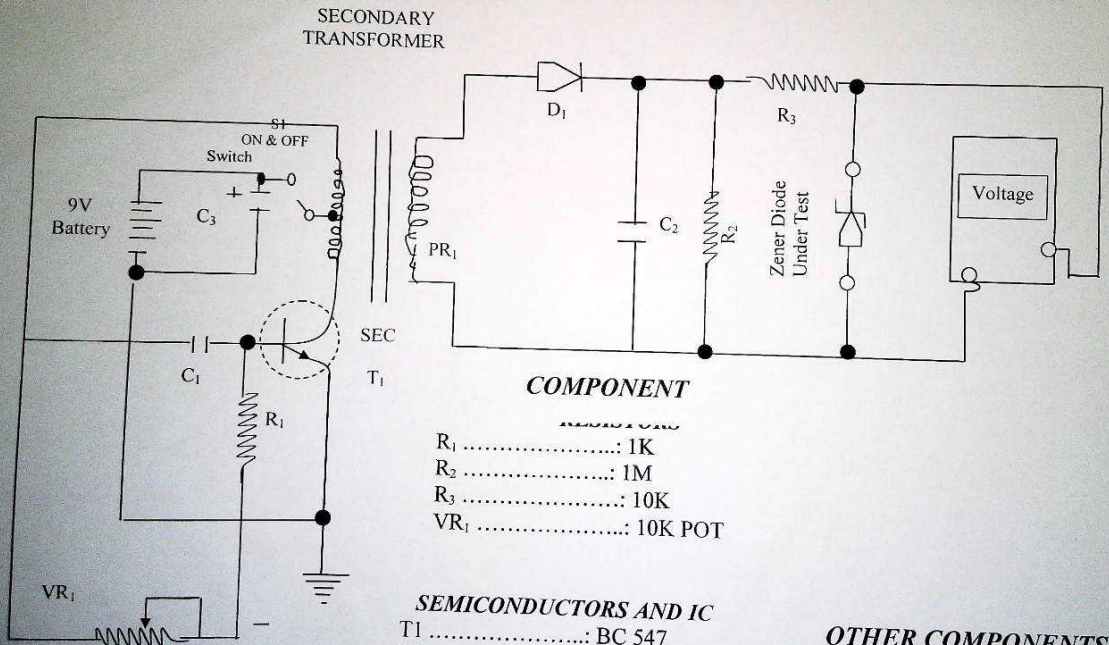 SECONDARY
TRANSFORMER
S1
ON & OFF
Switch
+
9V
Battery
C₃
D₁
R₃
PR₁
C₂
R₂
Zener Diode
Under Test
Voltage
SEC
T₁
C₁
R₁
VR₁
–
COMPONENT
RESISTORS
R₁ ......................: 1K
R₂ ......................: 1M
R₃ ......................: 10K
VR₁ ......................: 10K POT
SEMICONDUCTORS AND IC
T1 ......................: BC 547
OTHER COMPONENTS